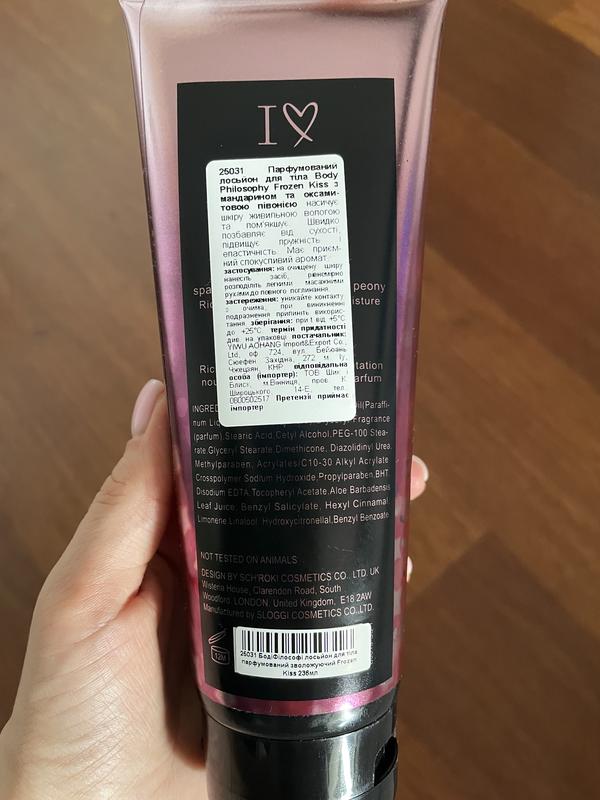 I
25031 Парфумований
лосьйон для тіла Body
Philosophy Frozen Kiss з
мандарином та оксами-
товою півонією насичує
шкіру живильною вологою
та пом'якшує. Швидко
позбавляє від сухості,
підвищує пружність і
еластичність. Має приєм-
ний спокусливий аромат.
застосування: на очищену шкіру
нанесіть засіб, рівномірно
розподіліть легкими масажними
рухами до повного поглинання.
застереження: уникайте контакту
з очима, при виникненні
подразнення припиніть викорис-
тання. зберігання: при t від +5°C
до +25°C. термін придатності
див. на упаковці постачальник:
YIWU AOHANG Import&Export Co.,
Ltd, оф. 724, вул. Бейюань
Сюефен Західна, 272 м. Іу,
Чжецзян, КНР відповідальна
особа (імпортер): ТОВ Шик і
Блиск, м.Вінниця, пров. К.
Широцького, 14-Е, тел.
0800502517 Претензії приймає
імпортер
spa peony
Ric isture
Ric tation
nou arfum
INGRED Oil(Paraffi-
num Liq Fragrance
(parfum),Stearic Acid,Cetyl Alcohol,PEG-100 Stea-
rate,Glyceryl Stearate,Dimethicone, Diazolidinyl Urea,
Methylparaben, Acrylates/C10-30 Alkyl Acrylate
Crosspolymer Sodium Hydroxide,Propylparaben,BHT,
Disodium EDTA,Tocopheryl Acetate,Aloe Barbadensis
Leaf Juice, Benzyl Salicylate, Hexyl Cinnamal,
Limonene,Linalool, Hydroxycitronellal,Benzyl Benzoate.
NOT TESTED ON ANIMALS
DESIGN BY SCH'ROKI COSMETICS CO., LTD. UK
Wisteria House, Clarendon Road, South
Woodford, LONDON, United Kingdom, E18 2AW
Manufactured by SLOGGI COSMETICS CO.,LTD.
12M
25031 Боді Філософі лосьйон для тіла
парфумований зволожуючий Frozen
Kiss 236мл